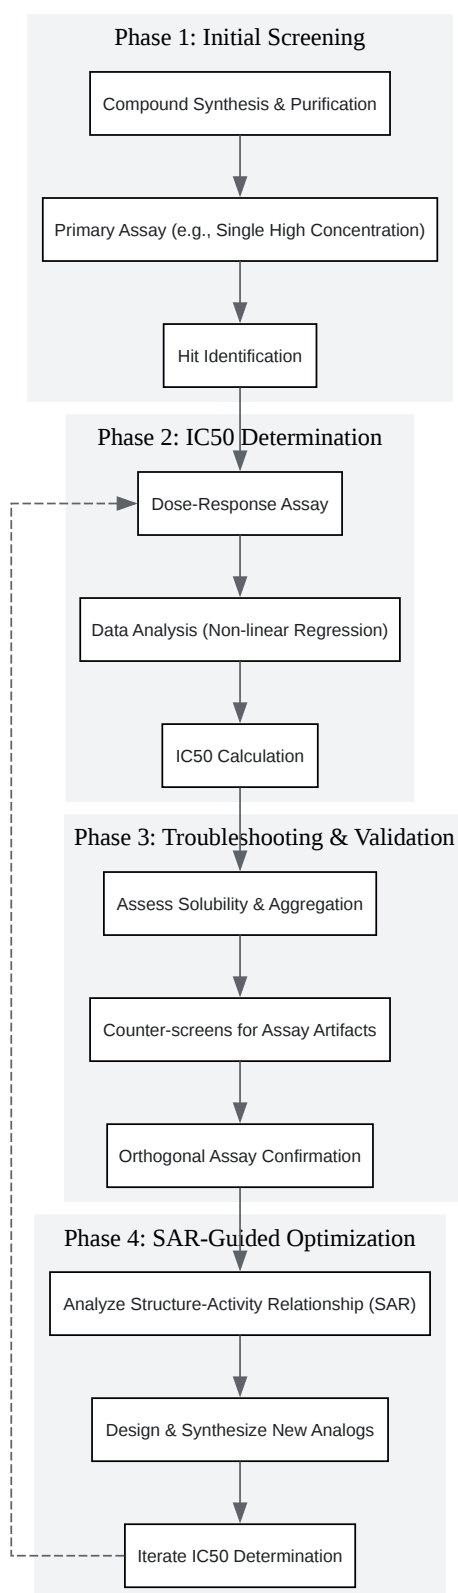 Phase 1: Initial Screening
Compound Synthesis & Purification
Primary Assay (e.g., Single High Concentration)
Hit Identification
Phase 2: IC50 Determination
Dose-Response Assay
Data Analysis (Non-linear Regression)
IC50 Calculation
Phase 3: Troubleshooting & Validation
Assess Solubility & Aggregation
Counter-screens for Assay Artifacts
Orthogonal Assay Confirmation
Phase 4: SAR-Guided Optimization
Analyze Structure-Activity Relationship (SAR)
Design & Synthesize New Analogs
Iterate IC50 Determination